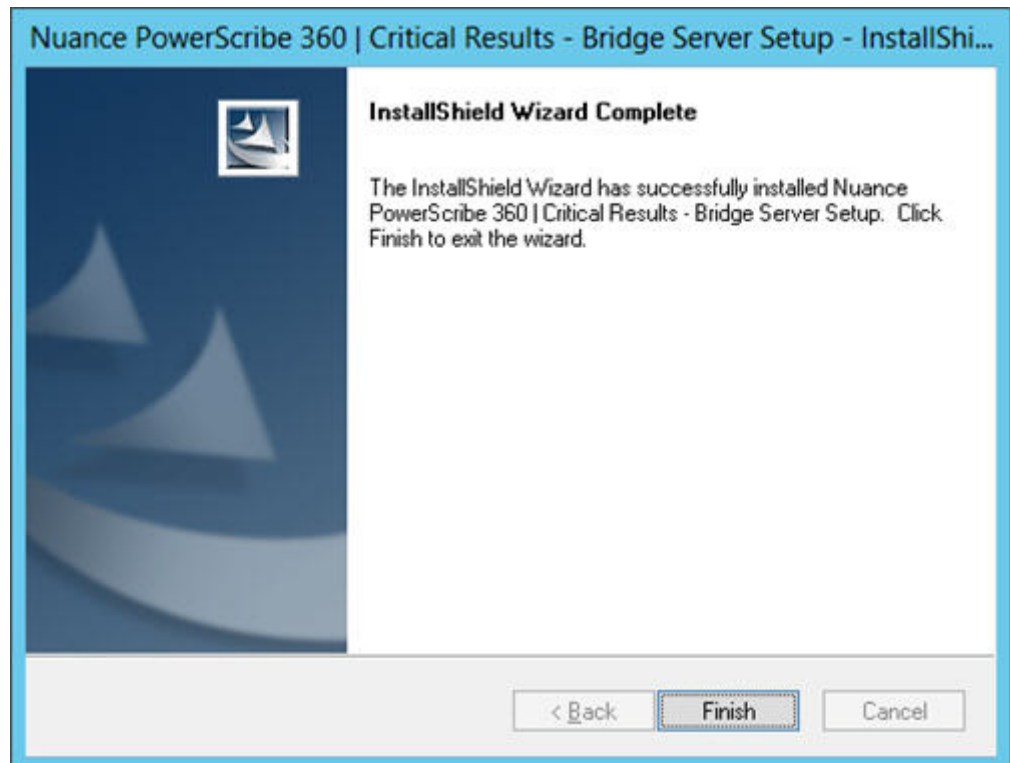 Nuance PowerScribe 360 | Critical Results - Bridge Server Setup - InstallShi...
InstallShield Wizard Complete
The InstallShield Wizard has successfully installed Nuance
PowerScribe 360 | Critical Results - Bridge Server Setup. Click
Finish to exit the wizard.
< Back Finish Cancel